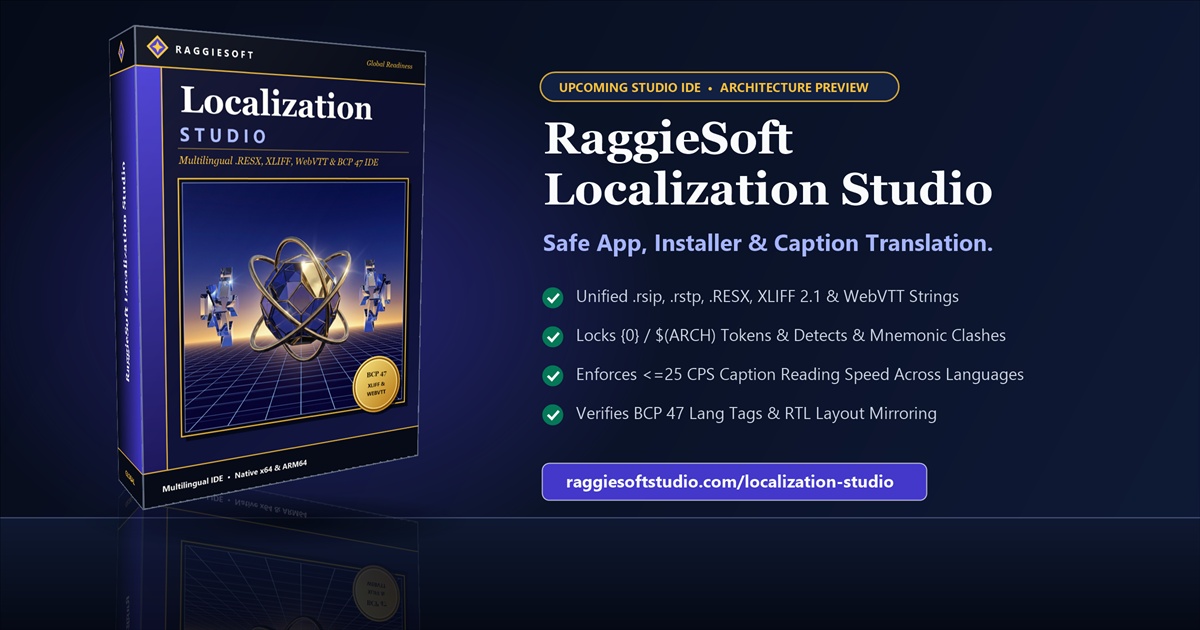 RAGGIESOFT
Global Readiness
Localization
STUDIO
Multilingual .RESX, XLIFF, WebVTT & BCP 47 IDE
RaggieSoft Localization Studio
BCP 47
XLIFF &
WEBVTT
Multilingual IDE • Native x64 & ARM64
UPCOMING STUDIO IDE • ARCHITECTURE PREVIEW
RaggieSoft
Localization Studio
Safe App, Installer & Caption Translation.
Unified .rsip, .rstp, .RESX, XLIFF 2.1 & WebVTT Strings
Locks {0} / $(ARCH) Tokens & Detects & Mnemonic Clashes
Enforces <=25 CPS Caption Reading Speed Across Languages
Verifies BCP 47 Lang Tags & RTL Layout Mirroring
raggiesoftstudio.com/localization-studio